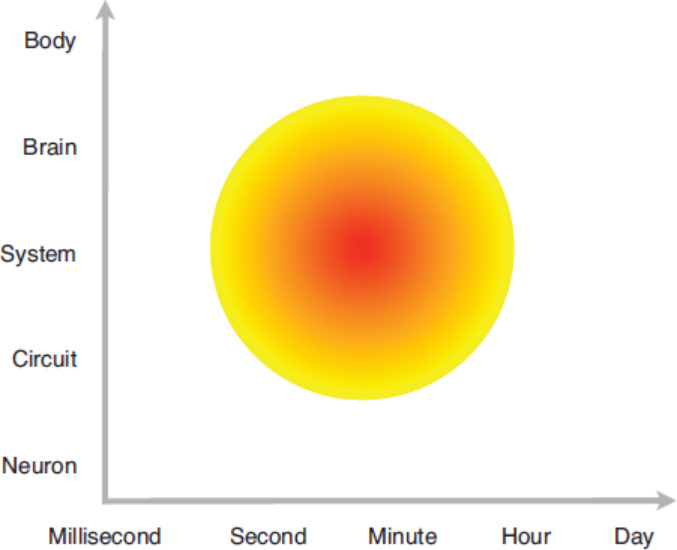 Body
Brain
System
Circuit
Neuron
Millisecond Second Minute Hour Day